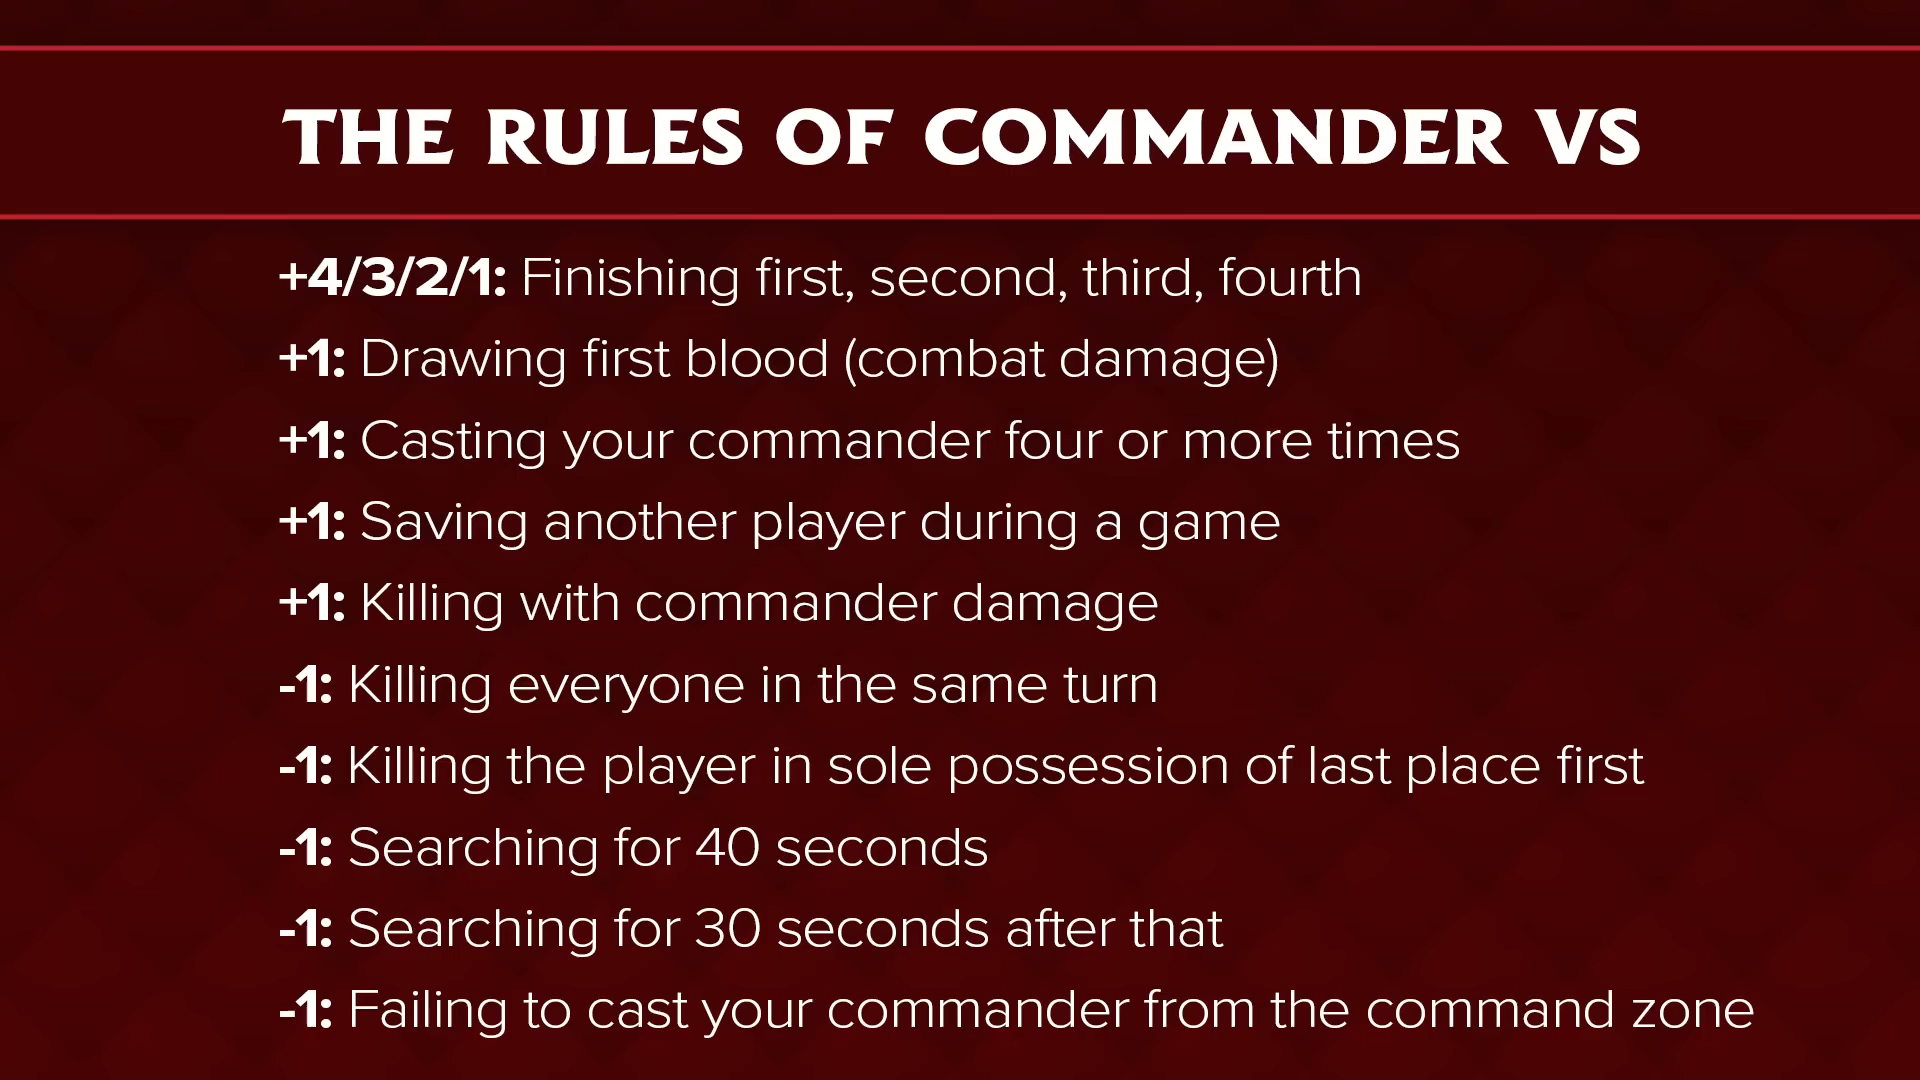 THE RULES OF COMMANDER VS
+4/3/2/1: Finishing first, second, third, fourth
+1: Drawing first blood (combat damage)
+1: Casting your commander four or more times
+1: Saving another player during a game
+1: Killing with commander damage
-1: Killing everyone in the same turn
-1: Killing the player in sole possession of last place first
-1: Searching for 40 seconds
-1: Searching for 30 seconds after that
-1: Failing to cast your commander from the command zone